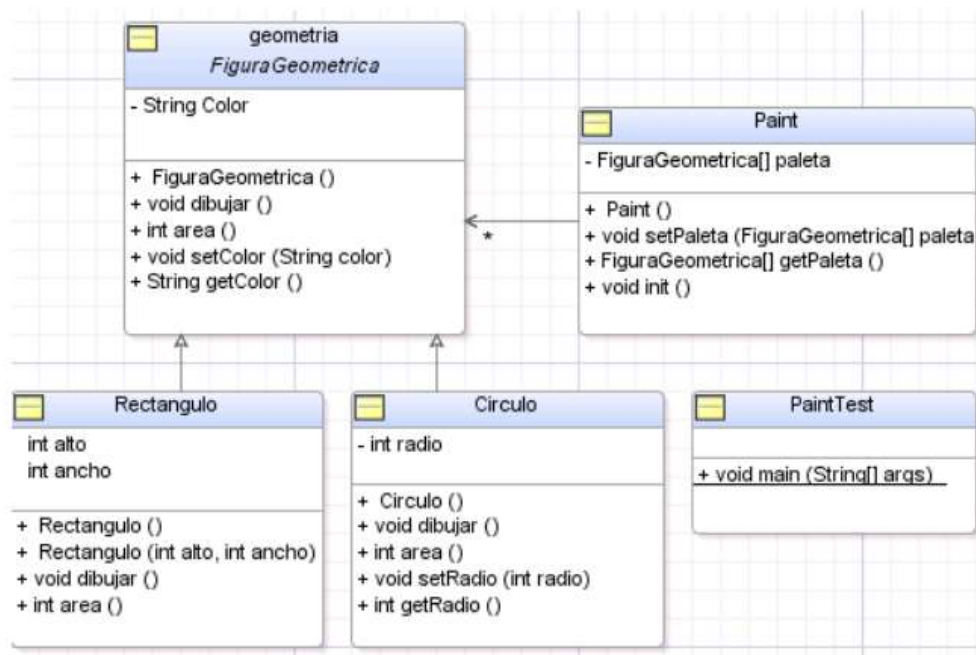 geometria
FiguraGeometrica
- String Color
+ FiguraGeometrica ()
+ void dibujar ()
+ int area ()
+ void setColor (String color)
+ String getColor ()
Paint
- FiguraGeometrica[] paleta
+ Paint ()
+ void setPaleta (FiguraGeometrica[] paleta
+ FiguraGeometrica[] getPaleta ()
+ void init ()
*
Rectangulo
int alto
int ancho
+ Rectangulo ()
+ Rectangulo (int alto, int ancho)
+ void dibujar ()
+ int area ()
Circulo
- int radio
+ Circulo ()
+ void dibujar ()
+ int area ()
+ void setRadio (int radio)
+ int getRadio ()
PaintTest
+ void main (String[] args)